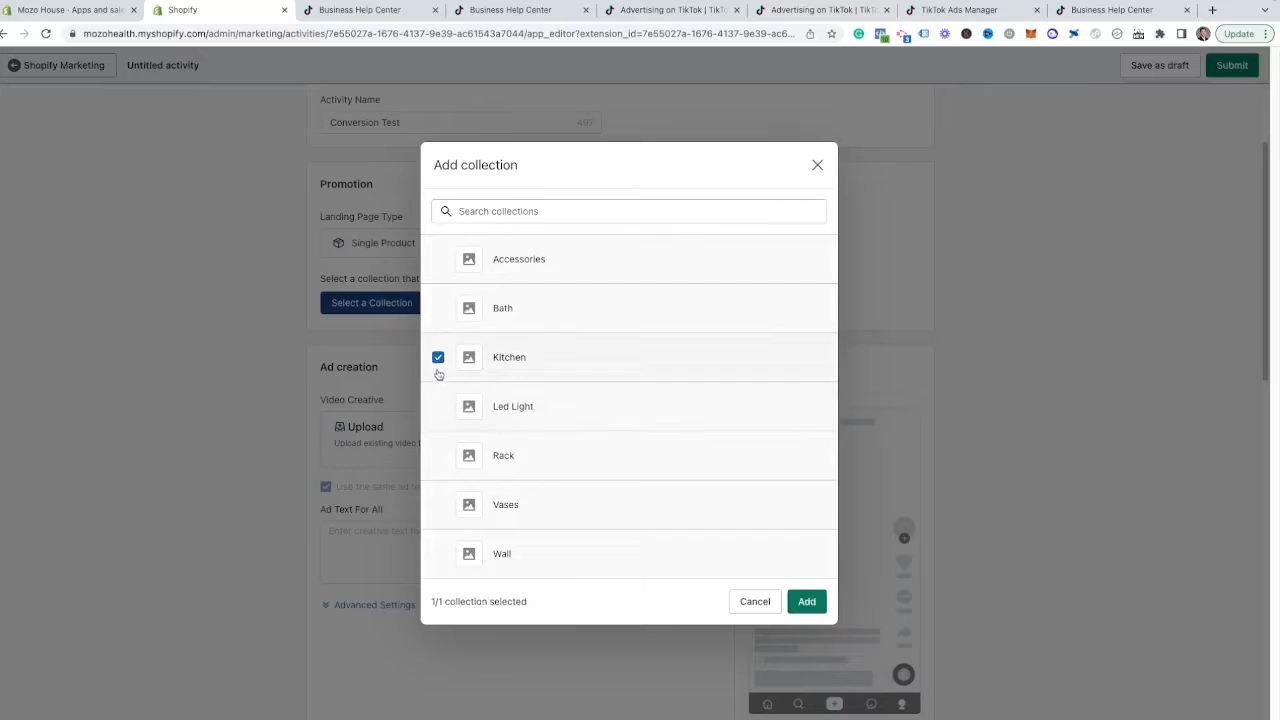 Mozo House · Apps and sales
Shopify
Business Help Center
Business Help Center
Advertising on TikTok | TikTok
Advertising on TikTok | TikTok
TikTok Ads Manager
Business Help Center
mozohealth.myshopify.com/admin/marketing/activities/7e55027a-1676-4137-9e39-ac61543a7044/app_editor?extension_id=7e55027a-1676-4137-9e39-ac6...
Update
Shopify Marketing
Untitled activity
Save as draft
Submit
Activity Name
Conversion Test
Promotion
Landing Page Type
Single Product
Select a collection that
Select a Collection
Ad creation
Video Creative
Upload
Upload existing video
Use the same ad te
Ad Text For All
Enter creative text fo
Advanced Settings
Add collection
Search collections
Accessories
Bath
Kitchen
Led Light
Rack
Vases
Wall
1/1 collection selected
Cancel
Add